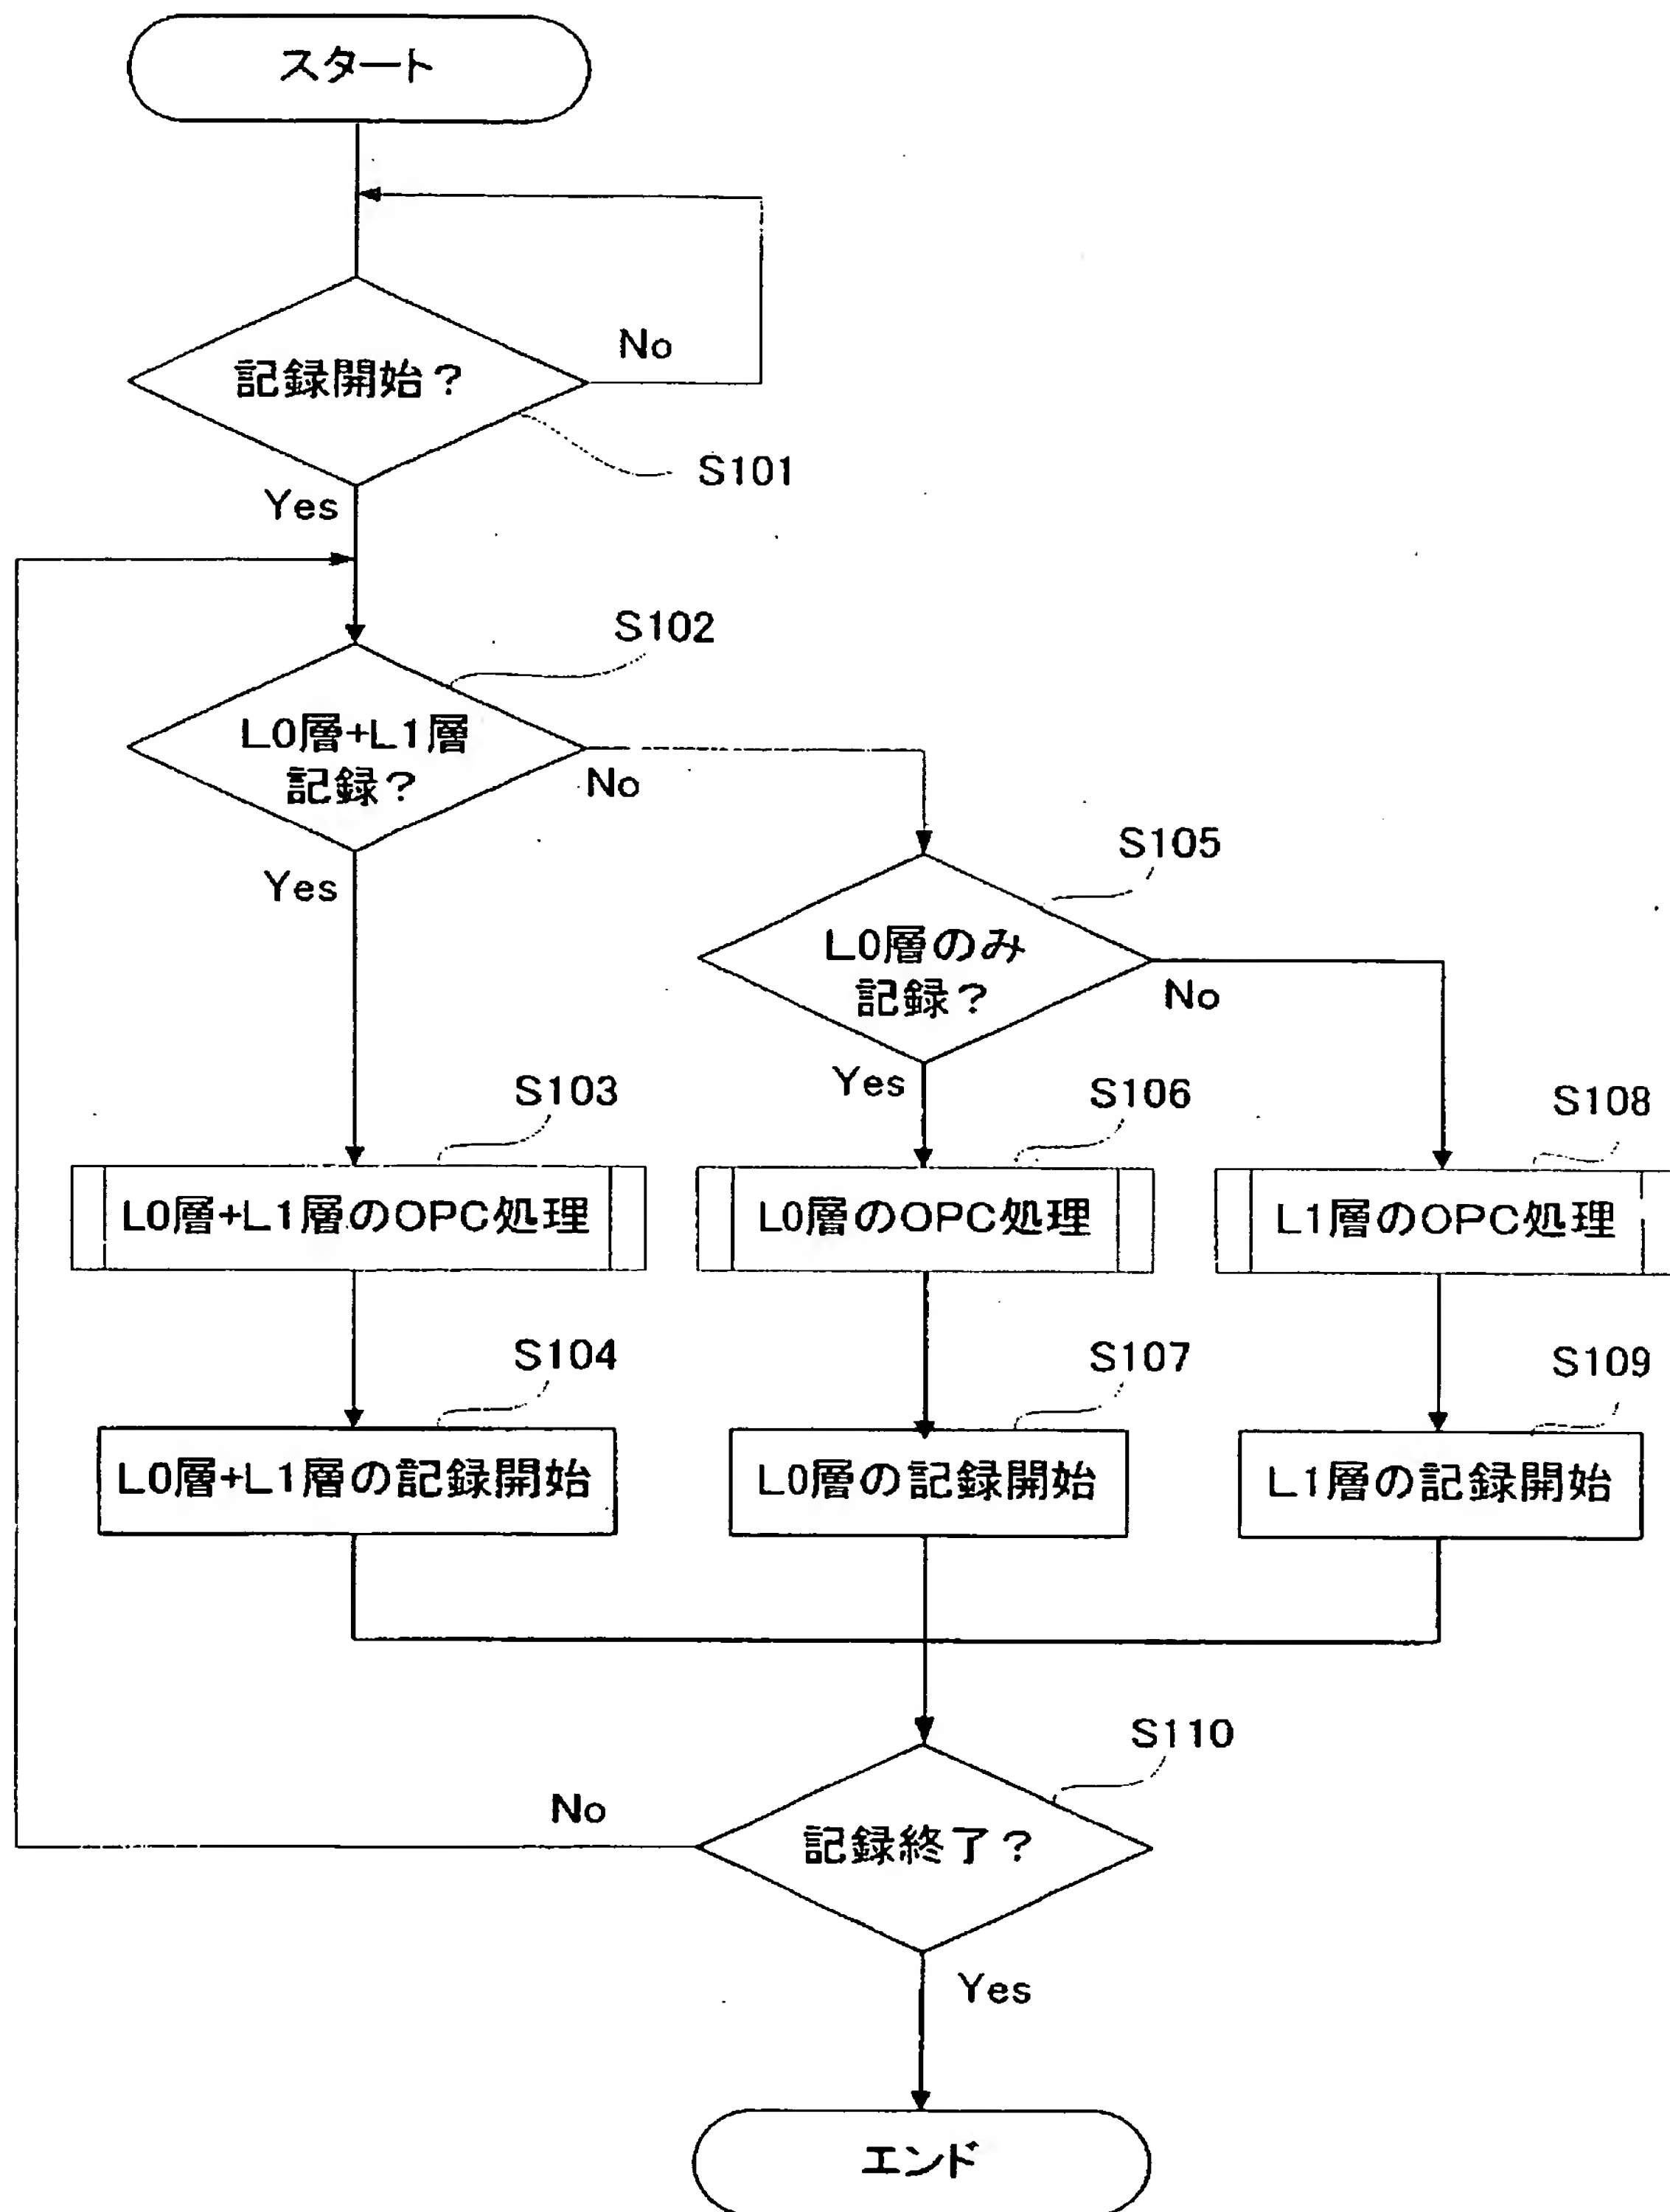 スタート
記録開始?
No
S101
Yes
S102
L0層+L1層
記録?
No
Yes
S105
L0層のみ
記録?
No
Yes
S103
S106
S108
L0層+L1層のOPC処理
L0層のOPC処理
L1層のOPC処理
S104
S107
S109
L0層+L1層の記録開始
L0層の記録開始
L1層の記録開始
S110
No
記録終了?
Yes
エンド